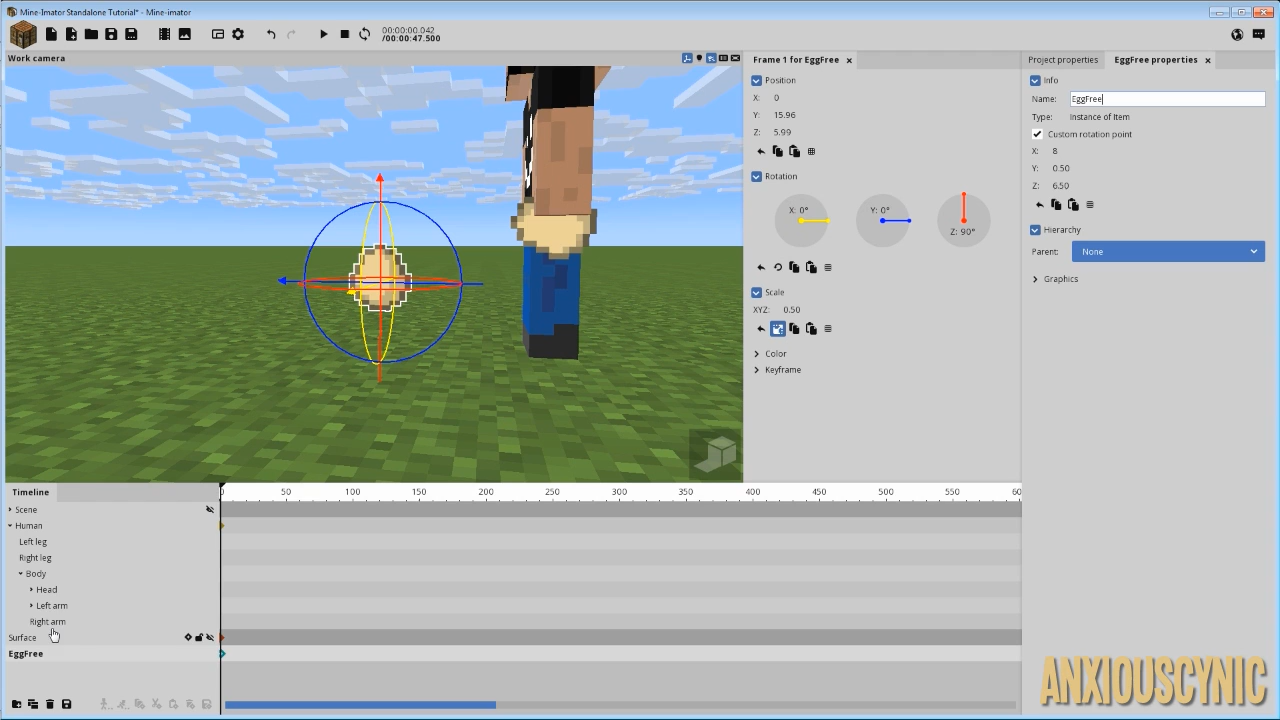 Mine-Imator Standalone Tutorial* - Mine-imator
00:00:00.042
/00:00:47.500
Work camera
Frame 1 for EggFree
Position
X: 0
Y: 15.96
Z: 5.99
Rotation
X: 0°
Y: 0°
Z: 90°
Scale
XYZ: 0.50
Color
Keyframe
Project properties
EggFree properties
Info
Name: EggFree
Type: Instance of Item
Custom rotation point
X: 8
Y: 0.50
Z: 6.50
Hierarchy
Parent: None
Graphics
Timeline
0 50 100 150 200 250 300 350 400 450 500 550 600
Scene
Human
Left leg
Right leg
Body
Head
Left arm
Right arm
Surface
EggFree
ANXIOUSCYNIC